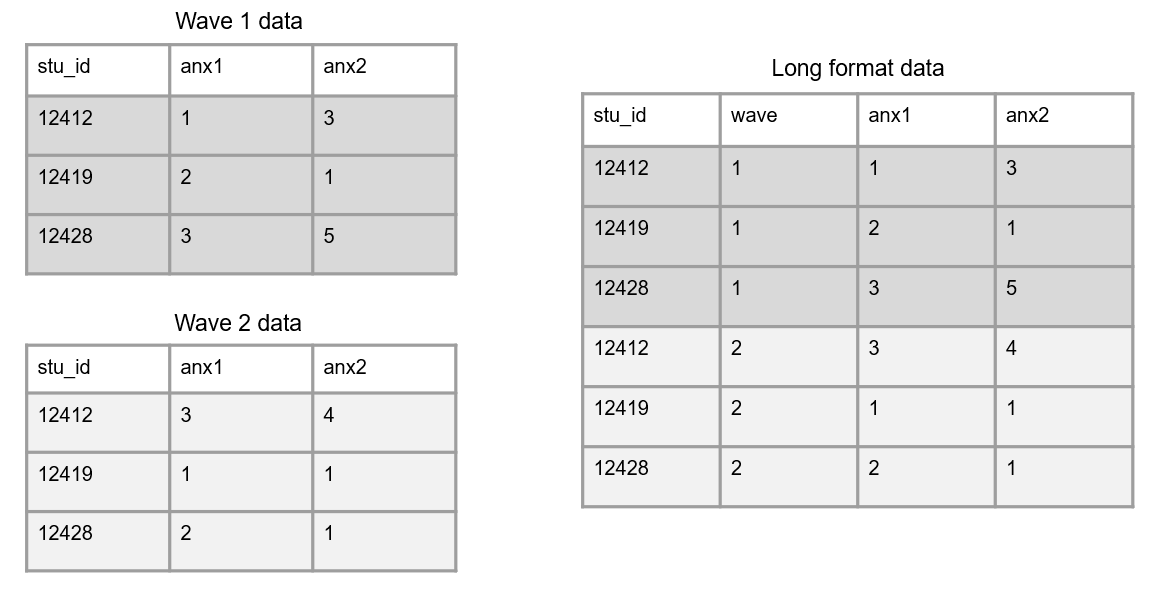 Wave 1 data
stu_id anx1 anx2
12412 1 3
12419 2 1
12428 3 5
Wave 2 data
stu_id anx1 anx2
12412 3 4
12419 1 1
12428 2 1
Long format data
stu_id wave anx1 anx2
12412 1 1 3
12419 1 2 1
12428 1 3 5
12412 2 3 4
12419 2 1 1
12428 2 2 1